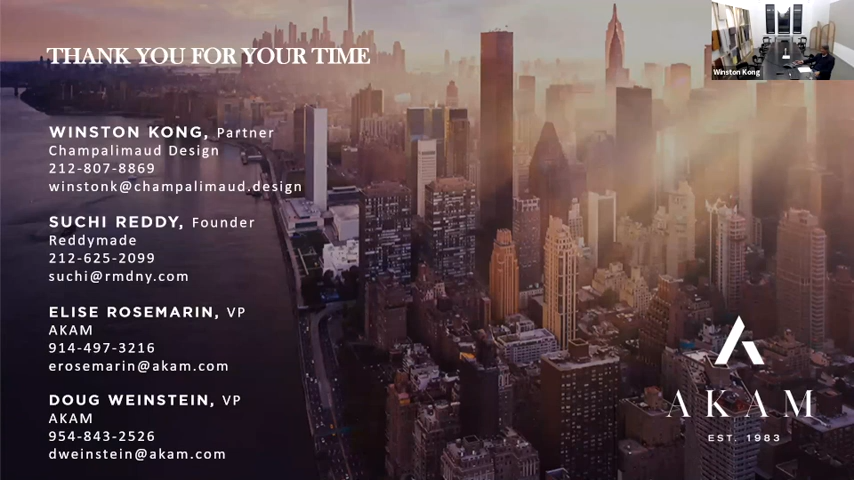 THANK YOU FOR YOUR TIME
Winston Kong
WINSTON KONG, Partner
Champalimaud Design
212-807-8869
winstonk@champalimaud.design
SUCHI REDDY, Founder
Reddymade
212-625-2099
suchi@rmdny.com
ELISE ROSEMARIN, VP
AKAM
914-497-3216
erosemarin@akam.com
DOUG WEINSTEIN, VP
AKAM
954-843-2526
dweinstein@akam.com
AKAM
EST. 1983